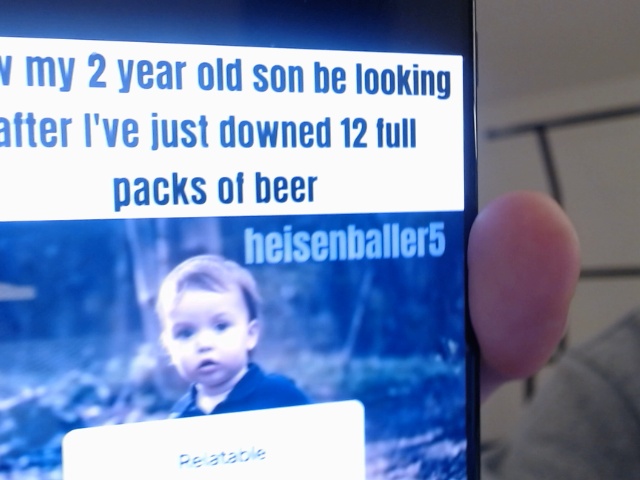 my 2 year old son be looking
after I've just downed 12 full
packs of beer
heisenballer5
Relatable